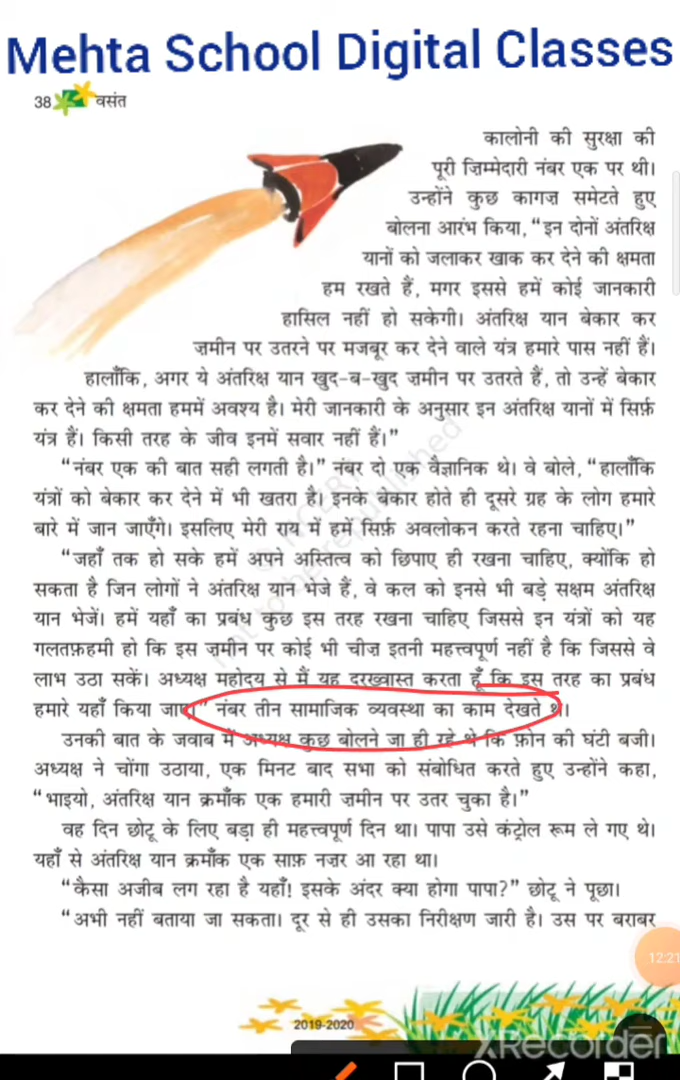 Mehta School Digital Classes
38 वसंत
कालोनी की सुरक्षा की
पूरी ज़िम्मेदारी नंबर एक पर थी।
उन्होंने कुछ कागज़ समेटते हुए
बोलना आरंभ किया, “इन दोनों अंतरिक्ष
यानों को जलाकर खाक कर देने की क्षमता
हम रखते हैं, मगर इससे हमें कोई जानकारी
हासिल नहीं हो सकेगी। अंतरिक्ष यान बेकार कर
ज़मीन पर उतरने पर मजबूर कर देने वाले यंत्र हमारे पास नहीं हैं।
हालाँकि, अगर ये अंतरिक्ष यान खुद-ब-खुद ज़मीन पर उतरते हैं, तो उन्हें बेकार
कर देने की क्षमता हममें अवश्य है। मेरी जानकारी के अनुसार इन अंतरिक्ष यानों में सिर्फ़
यंत्र हैं। किसी तरह के जीव इनमें सवार नहीं हैं।”
“नंबर एक की बात सही लगती है।” नंबर दो एक वैज्ञानिक थे। वे बोले, “हालाँकि
यंत्रों को बेकार कर देने में भी खतरा है। इनके बेकार होते ही दूसरे ग्रह के लोग हमारे
बारे में जान जाएँगे। इसलिए मेरी राय में हमें सिर्फ़ अवलोकन करते रहना चाहिए।”
“जहाँ तक हो सके हमें अपने अस्तित्व को छिपाए ही रखना चाहिए, क्योंकि हो
सकता है जिन लोगों ने अंतरिक्ष यान भेजे हैं, वे कल को इनसे भी बड़े सक्षम अंतरिक्ष
यान भेजें। हमें यहाँ का प्रबंध कुछ इस तरह रखना चाहिए जिससे इन यंत्रों को यह
गलतफ़हमी हो कि इस ज़मीन पर कोई भी चीज़ इतनी महत्त्वपूर्ण नहीं है कि जिससे वे
लाभ उठा सकें। अध्यक्ष महोदय से मैं यह दरख्वास्त करता हूँ कि इस तरह का प्रबंध
हमारे यहाँ किया जाए।” नंबर तीन सामाजिक व्यवस्था का काम देखते थे।
उनकी बात के जवाब में अध्यक्ष कुछ बोलने जा ही रहे थे कि फ़ोन की घंटी बजी।
अध्यक्ष ने चोंगा उठाया, एक मिनट बाद सभा को संबोधित करते हुए उन्होंने कहा,
“भाइयो, अंतरिक्ष यान क्रमाँक एक हमारी ज़मीन पर उतर चुका है।”
वह दिन छोटू के लिए बड़ा ही महत्त्वपूर्ण दिन था। पापा उसे कंट्रोल रूम ले गए थे।
यहाँ से अंतरिक्ष यान क्रमाँक एक साफ़ नज़र आ रहा था।
“कैसा अजीब लग रहा है यहाँ! इसके अंदर क्या होगा पापा?” छोटू ने पूछा।
“अभी नहीं बताया जा सकता। दूर से ही उसका निरीक्षण जारी है। उस पर बराबर
12:21
2019-2020
XRecorder